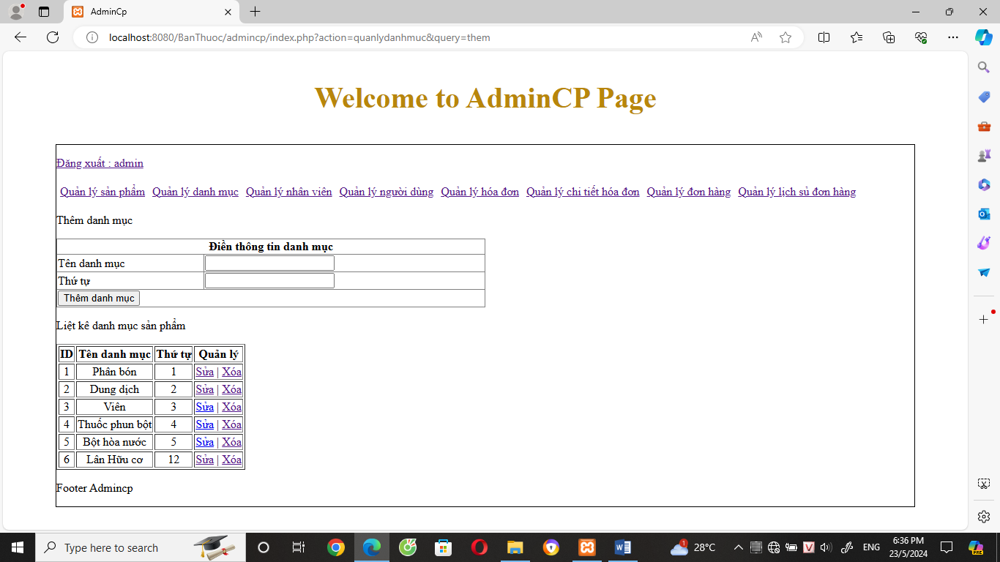 AdminCp
localhost:8080/BanThuoc/admincp/index.php?action=quanlydanhmuc&query=them
Welcome to AdminCP Page
Đăng xuất : admin
Quản lý sản phẩm Quản lý danh mục Quản lý nhân viên Quản lý người dùng Quản lý hóa đơn Quản lý chi tiết hóa đơn Quản lý đơn hàng Quản lý lịch sủ đơn hàng
Thêm danh mục
Điền thông tin danh mục
Tên danh mục
Thứ tự
Thêm danh mục
Liệt kê danh mục sản phẩm
ID Tên danh mục Thứ tự Quản lý
1 Phân bón 1 Sửa | Xóa
2 Dung dịch 2 Sửa | Xóa
3 Viên 3 Sửa | Xóa
4 Thuốc phun bột 4 Sửa | Xóa
5 Bột hòa nước 5 Sửa | Xóa
6 Lân Hữu cơ 12 Sửa | Xóa
Footer Admincp
Type here to search
1 28°C
V
ENG
6:36 PM
23/5/2024
PRE